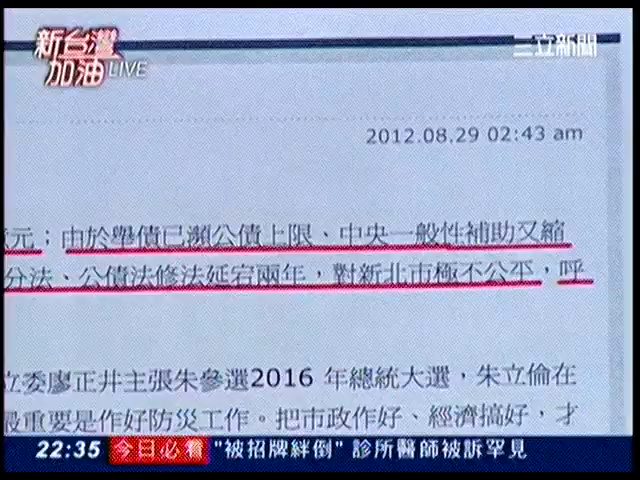 新台灣
加油 LIVE
三立新聞
2012.08.29 02:43 am
元；由於舉債已瀕公債上限、中央一般性補助又縮
分法、公債法修法延宕兩年，對新北市極不公平，呼
立委廖正井主張朱參選2016 年總統大選，朱立倫在
重要是作好防災工作。把市政作好、經濟搞好，才
22:35 今日必看 "被招牌絆倒" 診所醫師被訴罕見